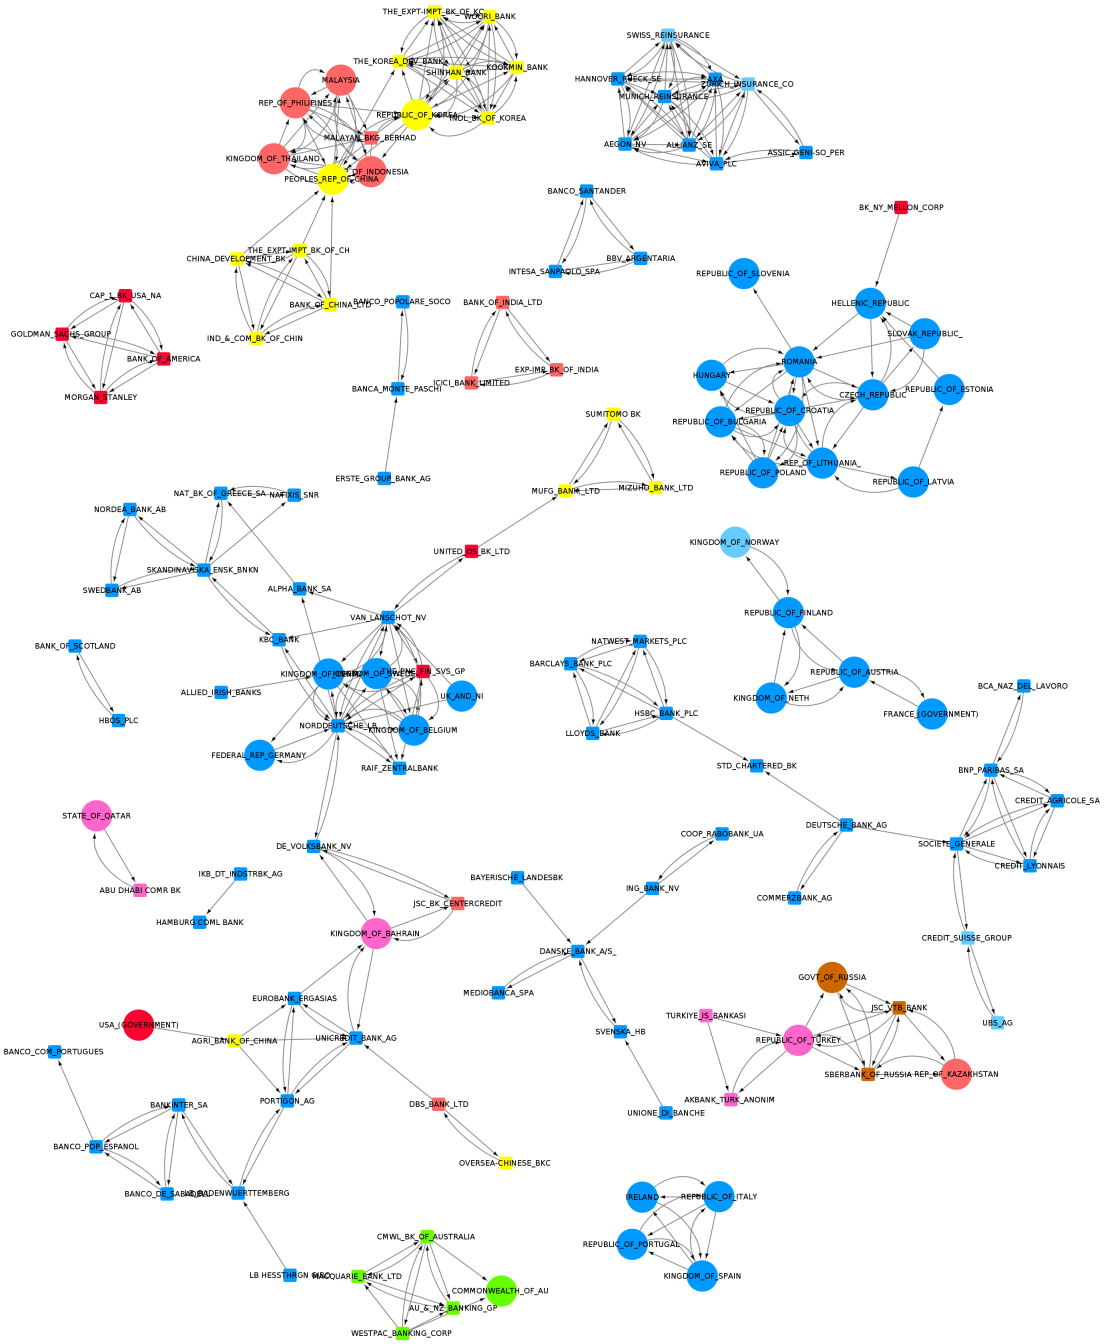 THE_EXPT-IMPT_BK_OF_KC
WOORI_BANK
THE_KOREA_DEV_BANK
SHINHAN_BANK
KOOKMIN_BANK
MALAYSIA
REP_OF_PHILIPINES
REPUBLIC_OF_KOREA
INDL_BK_OF_KOREA
MALAYAN_BKG_BERHAD
KINGDOM_OF_THAILAND
OF_INDONESIA
PEOPLES_REP_OF_CHINA
SWISS_REINSURANCE
HANNOVER_RUECK_SE
AXA
INSURANCE_CO
MUNICH_REINSURANCE
AEGON_NV
ALLIANZ_SE
ASSIC_GENI-SO_PER
AVIVA_PLC
BANCO_SANTANDER
BK_NY_MELLON_CORP
INTESA_SANPAOLO_SPA
BBV_ARGENTARIA
REPUBLIC_OF_SLOVENIA
THE_EXPT-IMPT_BK_OF_CH
CHINA_DEVELOPMENT_BK
BANK_OF_CHINA_LTD
IND_&_COM_BK_OF_CHIN
BANCO_POPOLARE_SOCO
BANK_OF_INDIA_LTD
HELLENIC_REPUBLIC
CAP_1_BK_USA_NA
GOLDMAN_SACHS_GROUP
BANK_OF_AMERICA
MORGAN_STANLEY
SLOVAK_REPUBLIC_
ROMANIA
HUNGARY
EXP-IMP_BK_OF_INDIA
ICICI_BANK_LIMITED
BANCA_MONTE_PASCHI
REPUBLIC_OF_ESTONIA
CZECH_REPUBLIC
REPUBLIC_OF_CROATIA
REPUBLIC_OF_BULGARIA
SUMITOMO BK
ERSTE_GROUP_BANK_AG
MUFG_BANK_LTD
MIZUHO_BANK_LTD
REP_OF_LITHUANIA_
REPUBLIC_OF_POLAND
REPUBLIC_OF_LATVIA
NAT_BK_OF_GREECE_SA
NATIXIS_SNR
NORDEA_BANK_AB
UNITED_OS_BK_LTD
KINGDOM_OF_NORWAY
SKANDINAVISKA_ENSK_BNKN
SWEDBANK_AB
ALPHA_BANK_SA
VAN_LANSCHOT_NV
REPUBLIC_OF_FINLAND
BANK_OF_SCOTLAND
KBC_BANK
NATWEST_MARKETS_PLC
BARCLAYS_BANK_PLC
REPUBLIC_OF_AUSTRIA
ALLIED_IRISH_BANKS
UK_AND_NI
KINGDOM_OF_NETH
BCA_NAZ_DEL_LAVORO
HBOS_PLC
NORDDEUTSCHE_LB
KINGDOM_OF_BELGIUM
HSBC_BANK_PLC
LLOYDS_BANK
FRANCE_(GOVERNMENT)
FEDERAL_REP_GERMANY
RAIF_ZENTRALBANK
STD_CHARTERED_BK
BNP_PARIBAS_SA
CREDIT_AGRICOLE_SA
STATE_OF_QATAR
DE_VOLKSBANK_NV
COOP_RABOBANK_UA
DEUTSCHE_BANK_AG
SOCIETE_GENERALE
CREDIT_LYONNAIS
IKB_DT_INDSTRBK_AG
ABU DHABI COMR BK
BAYERISCHE_LANDESBK
ING_BANK_NV
COMMERZBANK_AG
HAMBURG COML BANK
JSC_BK_CENTERCREDIT
KINGDOM_OF_BAHRAIN
DANSKE_BANK_A/S_
CREDIT_SUISSE_GROUP
MEDIOBANCA_SPA
GOVT_OF_RUSSIA
EUROBANK_ERGASIAS
JSC_VTB_BANK
USA_(GOVERNMENT)
AGRI_BANK_OF_CHINA
UNICREDIT_BANK_AG
SVENSKA_HB
TURKIYE_IS_BANKASI
REPUBLIC_OF_TURKEY
UBS_AG
BANCO_COM_PORTUGUES
SBERBANK_OF_RUSSIA
REP_OF_KAZAKHSTAN
BANKINTER_SA
PORTIGON_AG
DBS_BANK_LTD
UNIONE_DI_BANCHE
AKBANK_TURK_ANONIM
BANCO_POP_ESPANOL
OVERSEA-CHINESE_BKC
BADENWUERTTEMBERG
IRELAND
REPUBLIC_OF_ITALY
REPUBLIC_OF_PORTUGAL
KINGDOM_OF_SPAIN
CMWL_BK_OF_AUSTRALIA
LB HESSTHRGN
MACQUARIE_BANK_LTD
COMMONWEALTH_OF_AU
AU_&_NZ_BANKING_GP
WESTPAC_BANKING_CORP